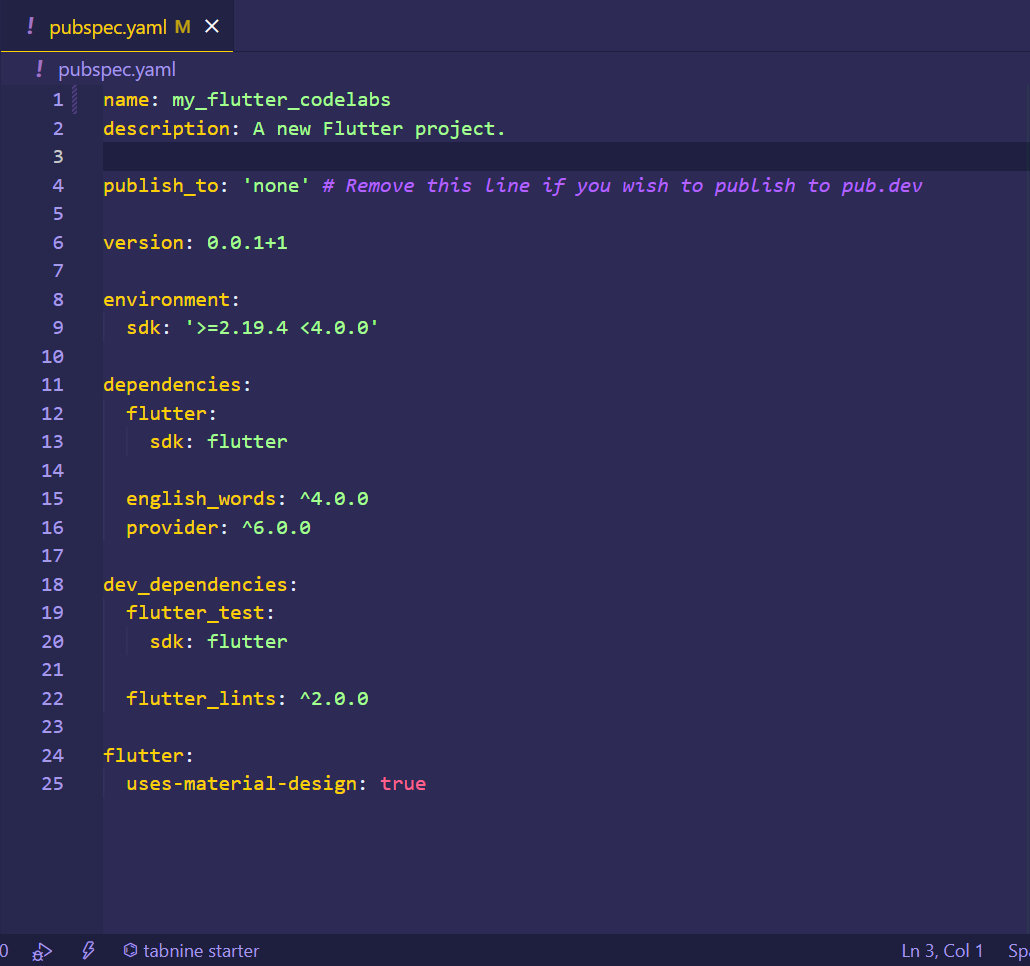 ! pubspec.yaml M ×
! pubspec.yaml
1 name: my_flutter_codelabs
2 description: A new Flutter project.
3
4 publish_to: 'none' # Remove this line if you wish to publish to pub.dev
5
6 version: 0.0.1+1
7
8 environment:
9   sdk: '>=2.19.4 <4.0.0'
10
11 dependencies:
12   flutter:
13     sdk: flutter
14
15   english_words: ^4.0.0
16   provider: ^6.0.0
17
18 dev_dependencies:
19   flutter_test:
20     sdk: flutter
21
22   flutter_lints: ^2.0.0
23
24 flutter:
25   uses-material-design: true
0 tabnine starter Ln 3, Col 1 Sp